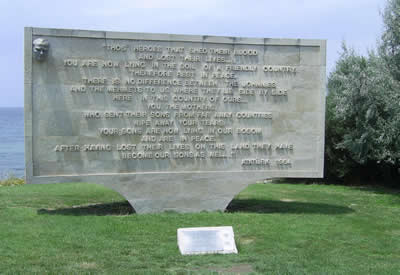 "THOSE HEROES THAT SHED THEIR BLOOD
AND LOST THEIR LIVES...
YOU ARE NOW LYING IN THE SOIL OF A FRIENDLY COUNTRY.
THEREFORE REST IN PEACE.
THERE IS NO DIFFERENCE BETWEEN THE JOHNNIES
AND THE MEHMETS TO US WHERE THEY LIE SIDE BY SIDE
HERE IN THIS COUNTRY OF OURS...
YOU, THE MOTHERS,
WHO SENT THEIR SONS FROM FAR AWAY COUNTRIES
WIPE AWAY YOUR TEARS;
YOUR SONS ARE NOW LYING IN OUR BOSOM
AND ARE IN PEACE
AFTER HAVING LOST THEIR LIVES ON THIS LAND THEY HAVE
BECOME OUR SONS AS WELL."
ATATÜRK, 1934